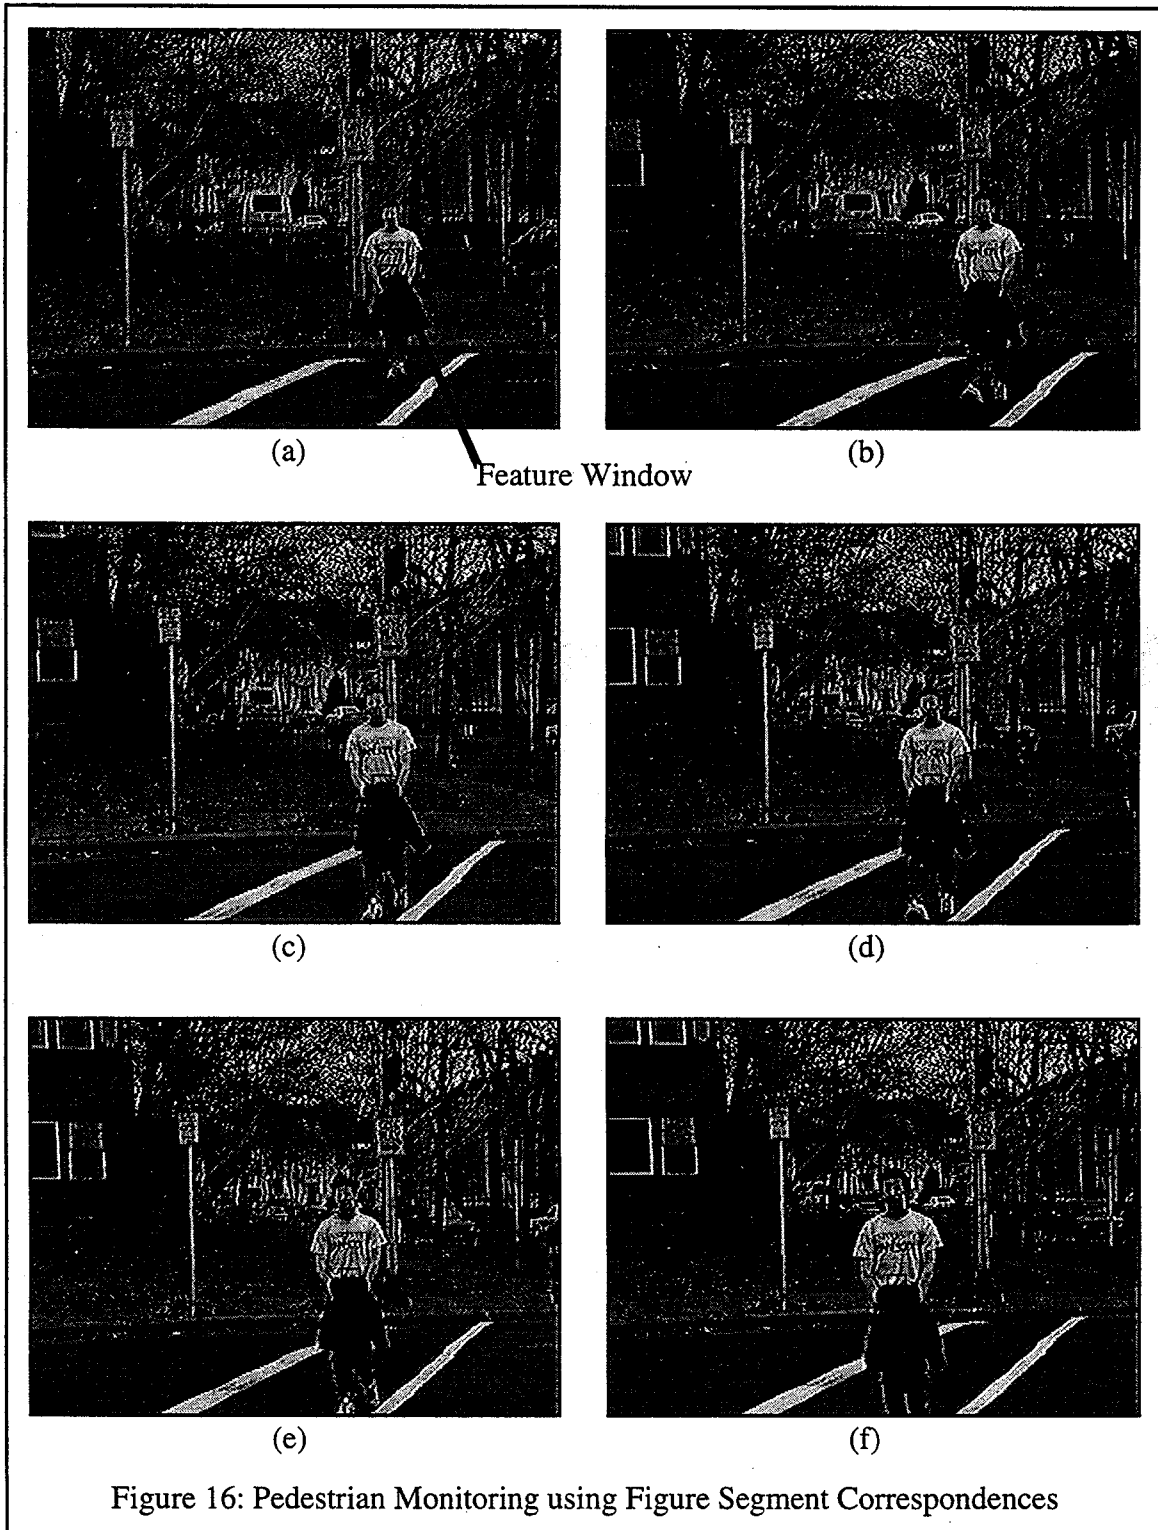 (a)
(b)
Feature Window
(c)
(d)
(e)
(f)
Figure 16: Pedestrian Monitoring using Figure Segment Correspondences